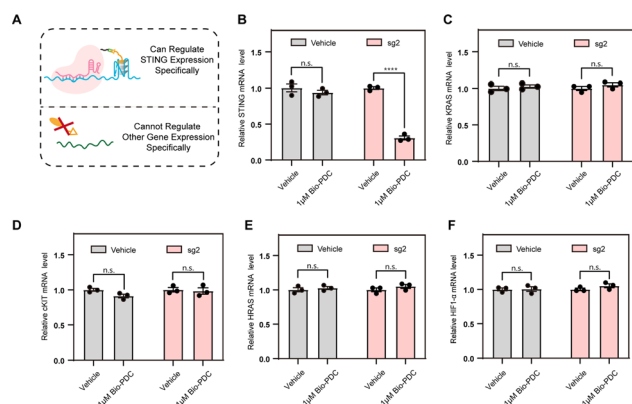 A
Can Regulate
STING Expression
Specifically
Cannot Regulate
Other Gene Expression
Specifically
B
Vehicle
sg2
Relative STING mRNA level
1.5
1.0
0.5
0.0
n.s.
****
Vehicle
1μM Bio-PDC
Vehicle
1μM Bio-PDC
C
Vehicle
sg2
Relative KRAS mRNA level
1.5
1.0
0.5
0.0
n.s.
n.s.
Vehicle
1μM Bio-PDC
Vehicle
1μM Bio-PDC
D
Vehicle
sg2
Relative cKIT mRNA level
1.5
1.0
0.5
0.0
n.s.
n.s.
Vehicle
1μM Bio-PDC
Vehicle
1μM Bio-PDC
E
Vehicle
sg2
Relative HRAS mRNA level
1.5
1.0
0.5
0.0
n.s.
n.s.
Vehicle
1μM Bio-PDC
Vehicle
1μM Bio-PDC
F
Vehicle
sg2
Relative HIF1-α mRNA level
1.5
1.0
0.5
0.0
n.s.
n.s.
Vehicle
1μM Bio-PDC
Vehicle
1μM Bio-PDC